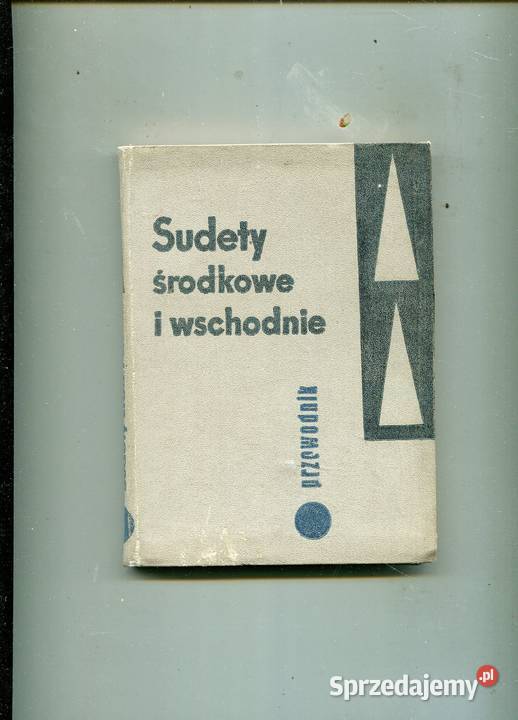 Sudety
środkowe
i wschodnie
przewodnik
Sprzedajemy.pl